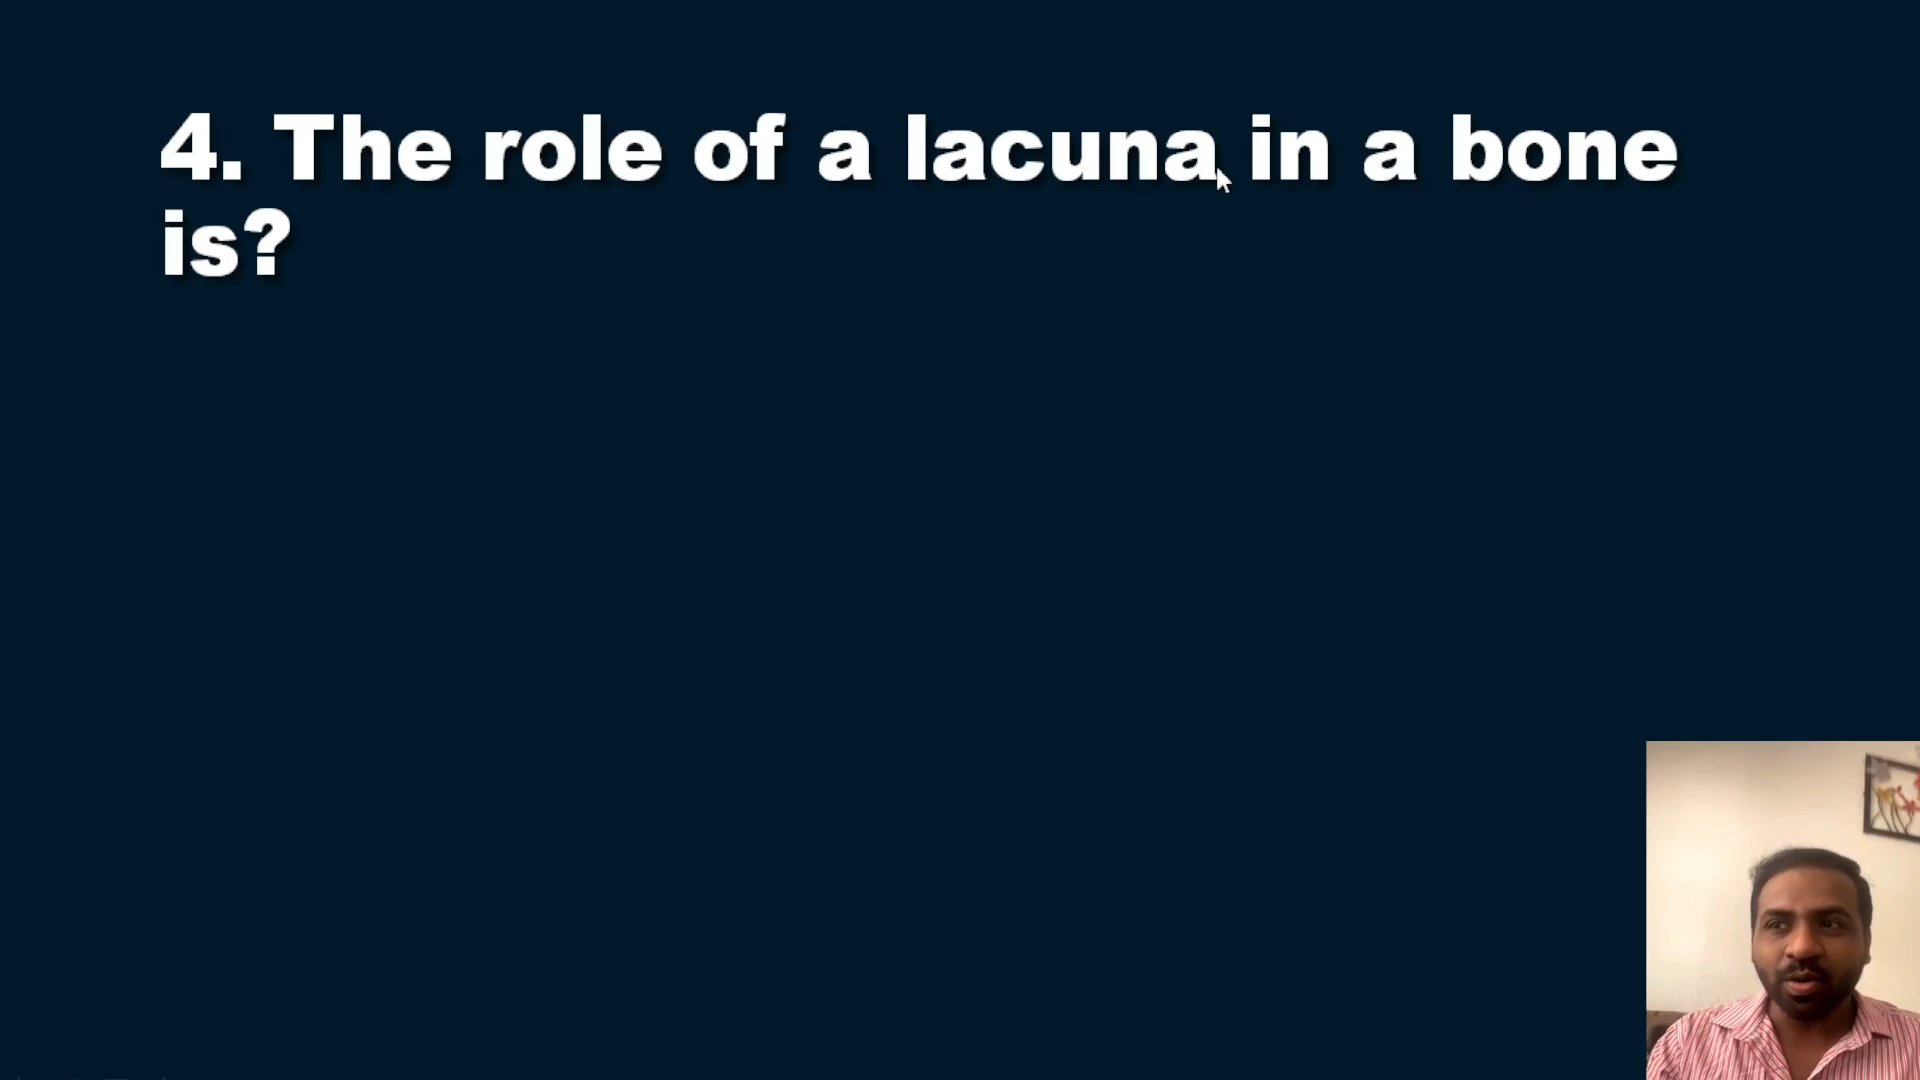 4. The role of a lacuna in a bone
is?